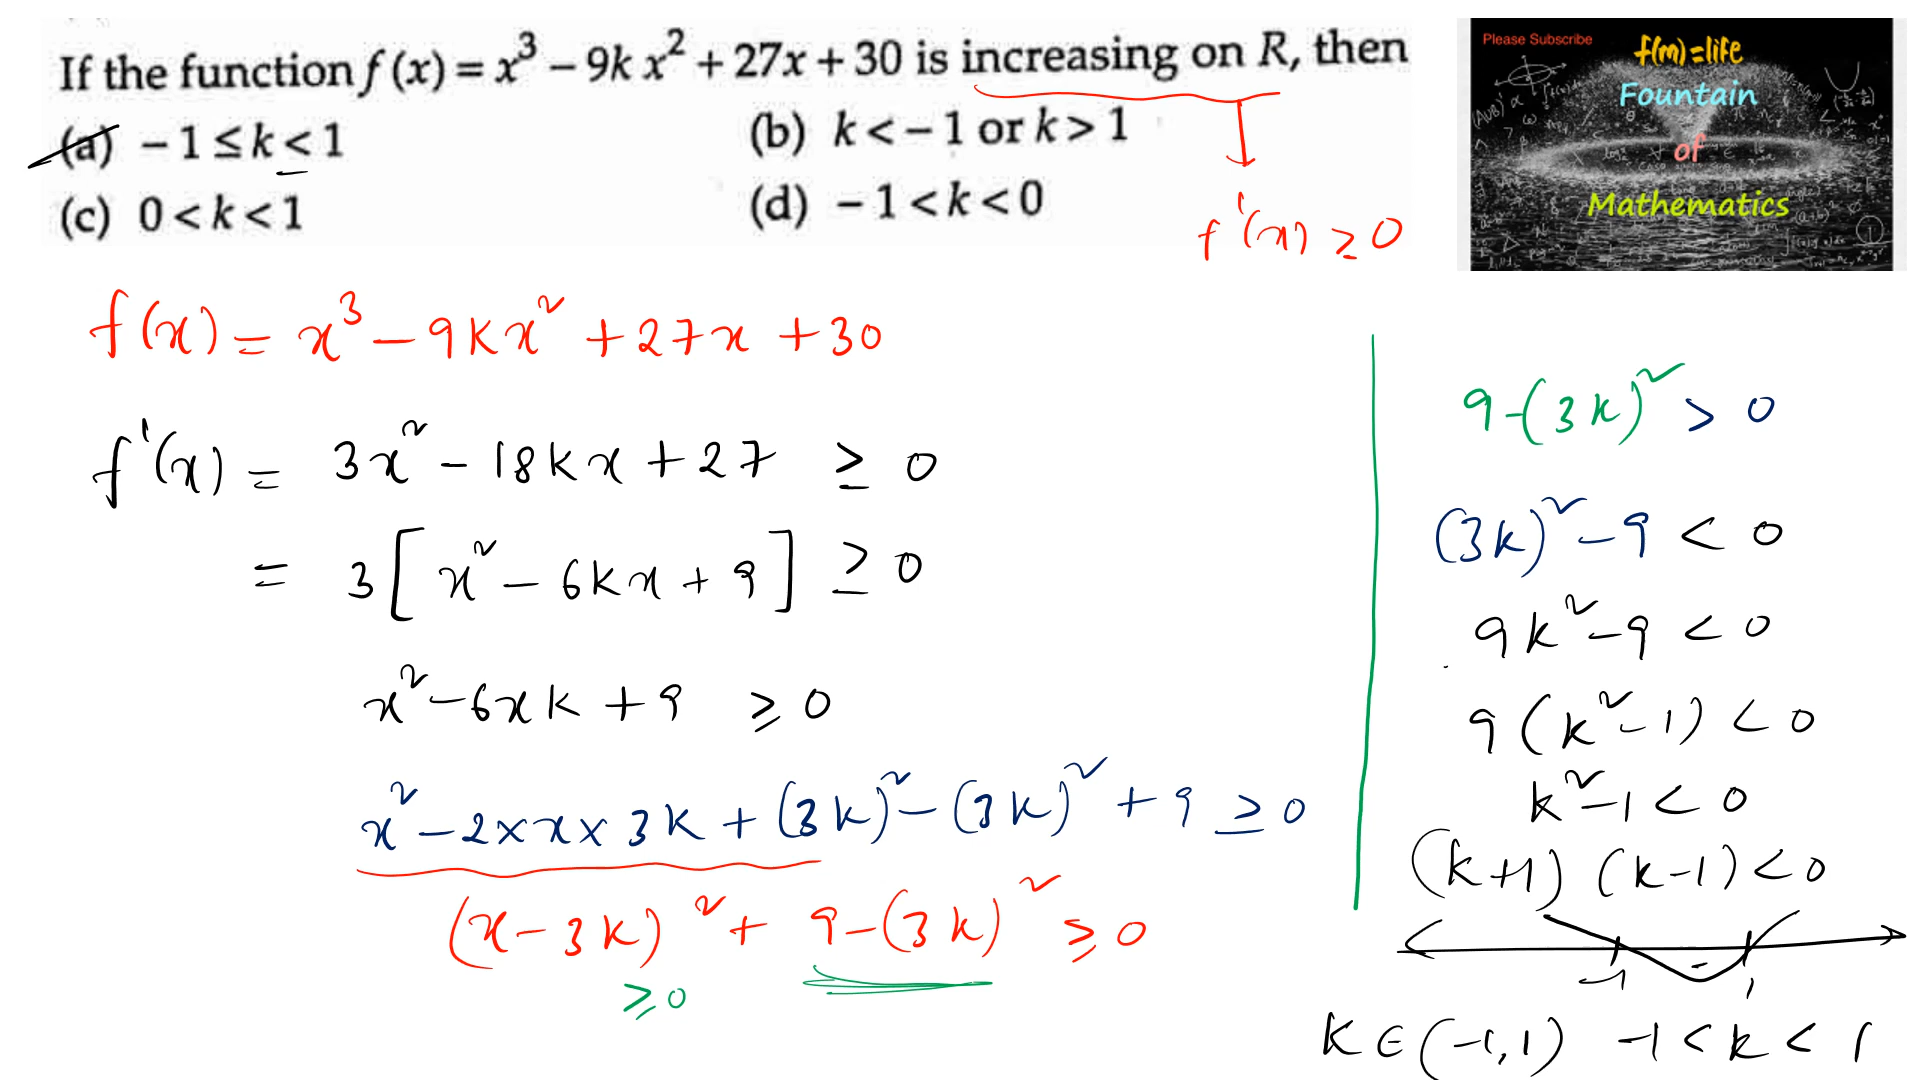 If the function f(x) = x³ – 9k x² + 27x + 30 is increasing on R, then
(a) – 1 ≤ k < 1 (b) k < – 1 or k > 1
(c) 0 < k < 1 (d) – 1 < k < 0
f'(x) ≥ 0
Please Subscribe
f(m)=life
Fountain
of
Mathematics
f(x) = x³ – 9kx² + 27x + 30
f'(x) = 3x² – 18kx + 27 ≥ 0
= 3[x² – 6kx + 9] ≥ 0
x² – 6xk + 9 ≥ 0
x² – 2×x×3k + (3k)² – (3k)² + 9 ≥ 0
(x – 3k)² + 9 – (3k)² ≥ 0
≥ 0
9 – (3k)² > 0
(3k)² – 9 < 0
9k² – 9 < 0
9(k² – 1) < 0
k² – 1 < 0
(k+1) (k–1) < 0
-1 - 1
K ∈ (–1, 1) –1 < k < 1